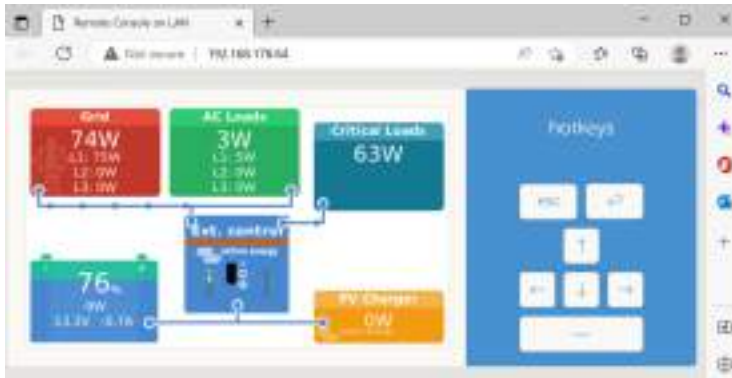 Remote Console on LAN
Not secure
192.168.178.64
Grid
74W
L1: 75W
L2: 0W
L3: 0W
AC Loads
3W
L1: 5W
L2: 0W
L3: 0W
Critical Loads
63W
Ext. control
76%
PV Charger
0W
hotkeys
esc